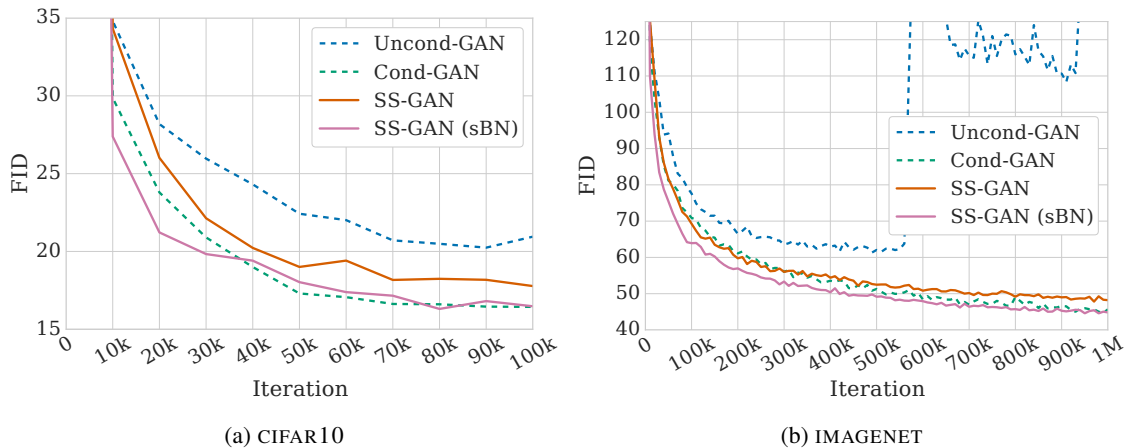 35
30
25
20
15
FID
0
10k
20k
30k
40k
50k
60k
70k
80k
90k
100k
Iteration
Uncond-GAN
Cond-GAN
SS-GAN
SS-GAN (sBN)
(a) CIFAR10
120
110
100
90
80
70
60
50
40
FID
0
100k
200k
300k
400k
500k
600k
700k
800k
900k
1M
Iteration
Uncond-GAN
Cond-GAN
SS-GAN
SS-GAN (sBN)
(b) IMAGENET